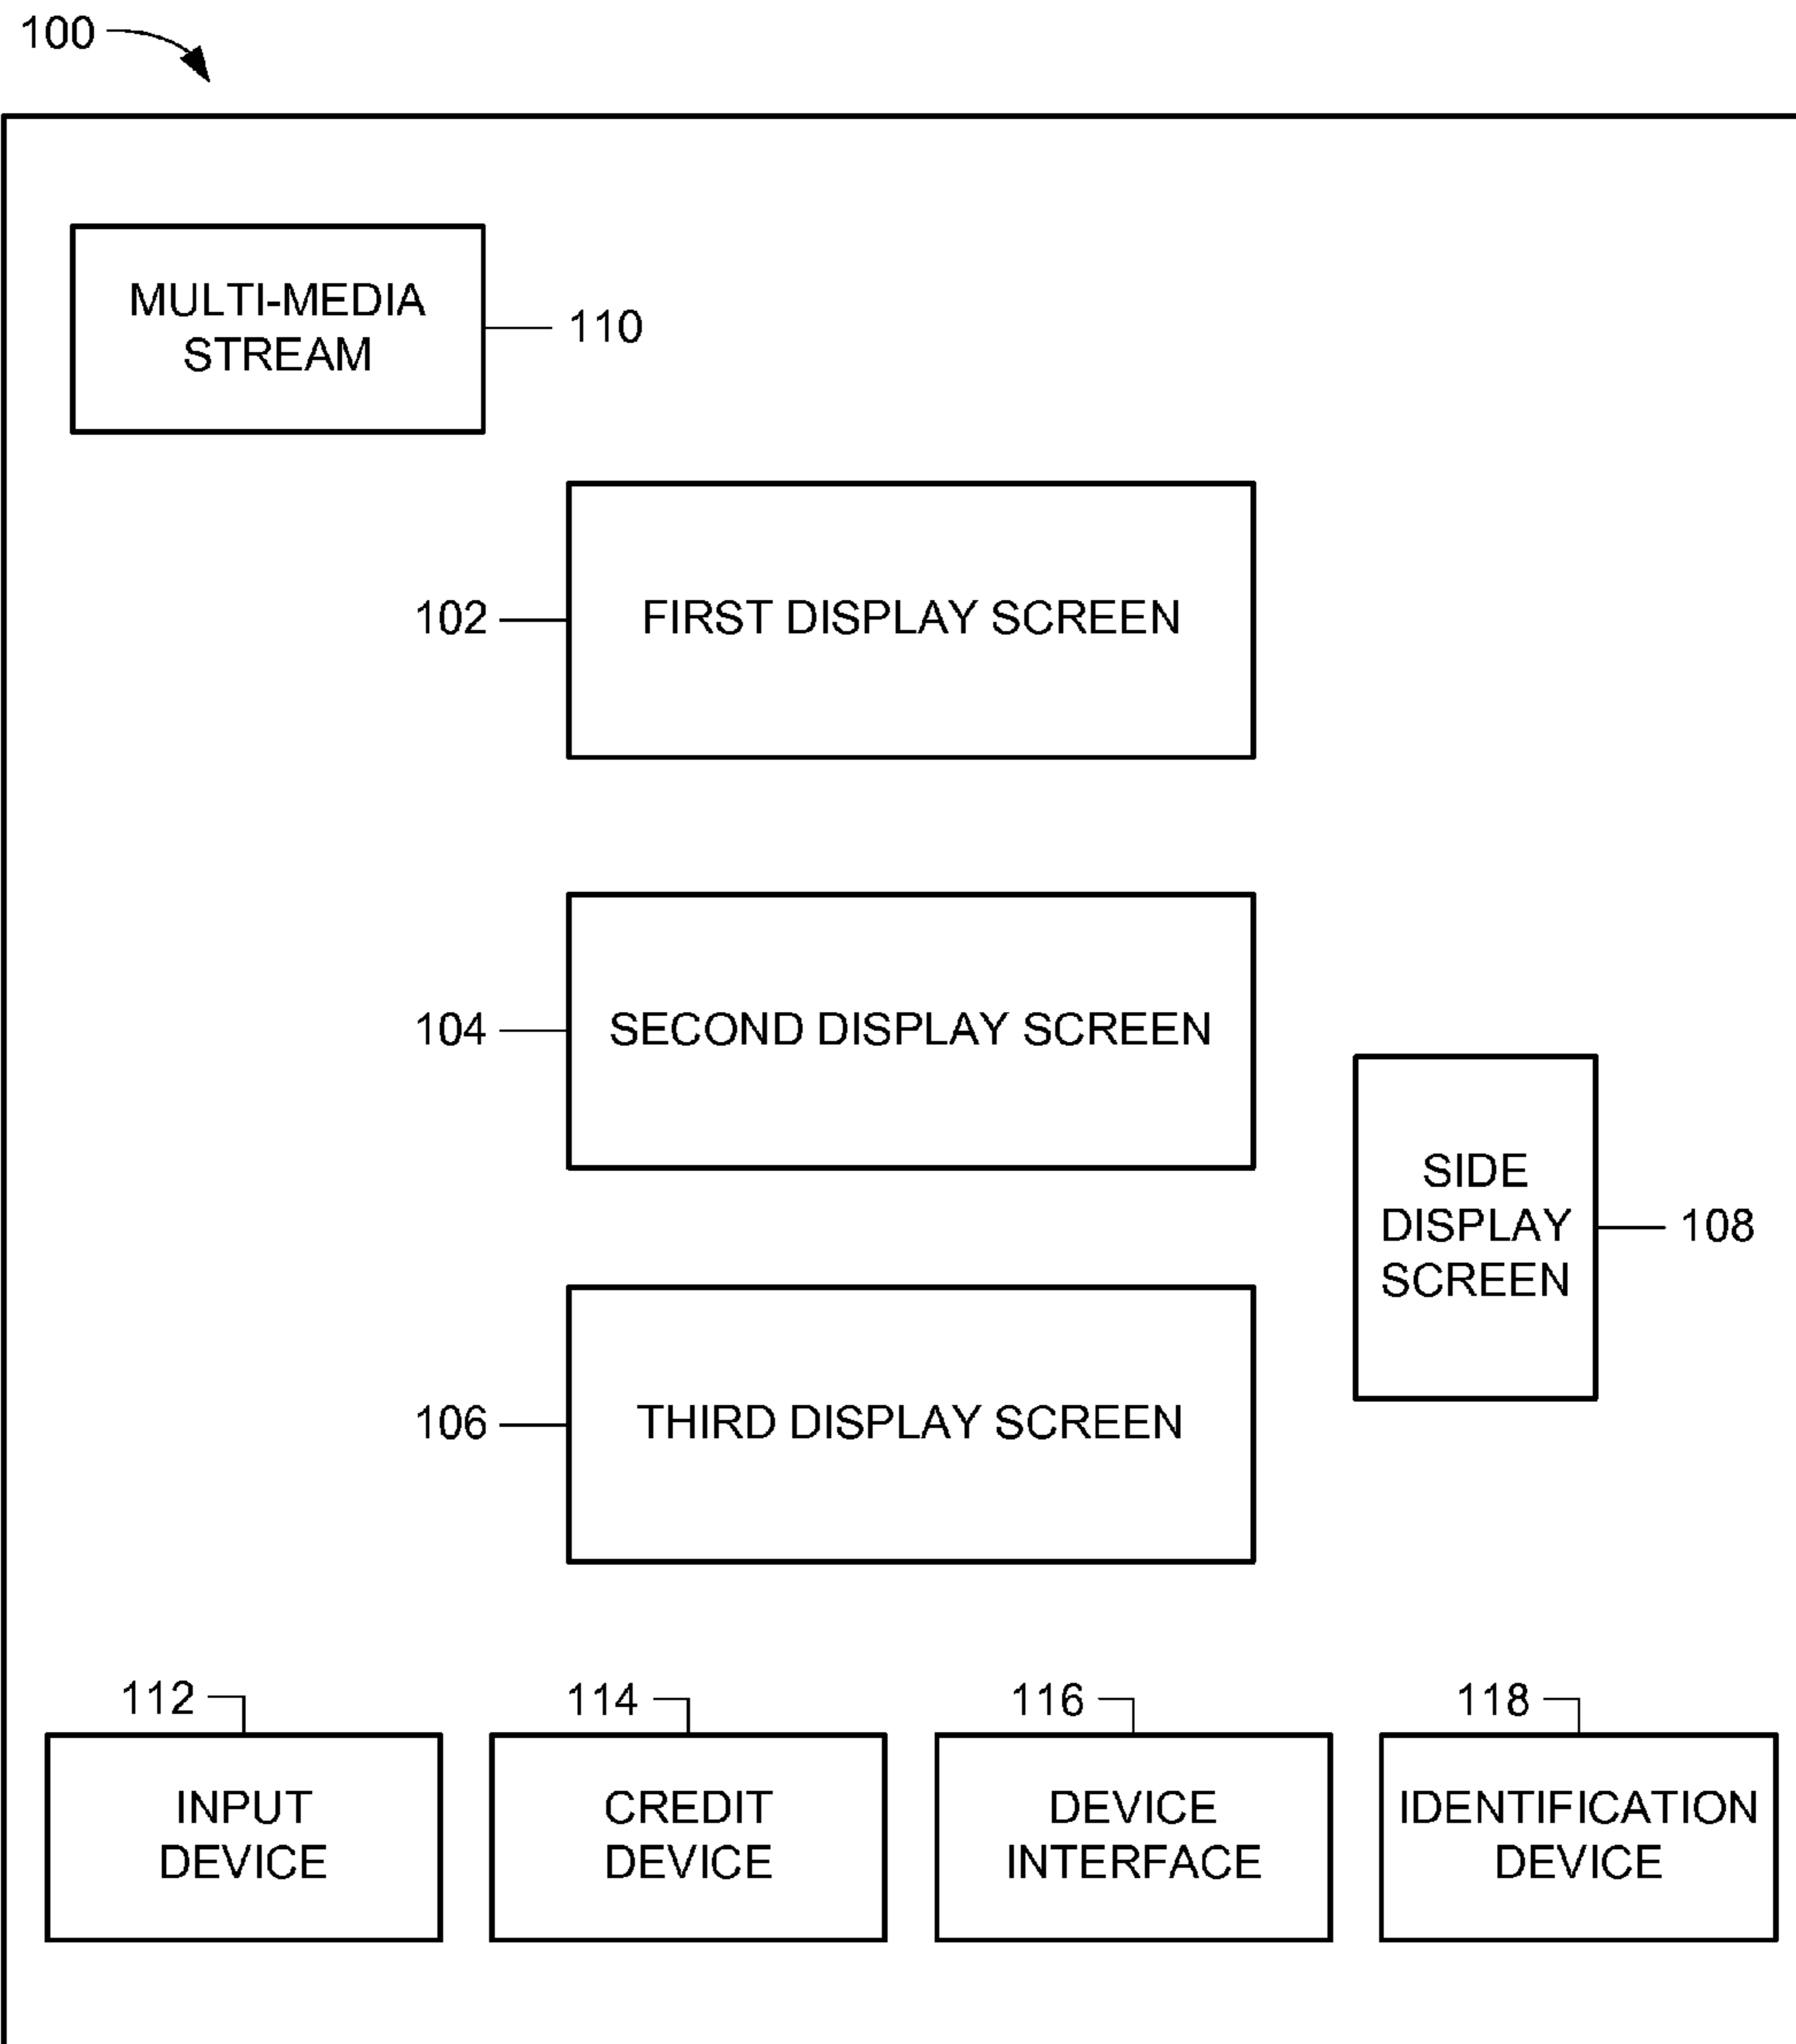 100
MULTI-MEDIA
STREAM
110
102
FIRST DISPLAY SCREEN
104
SECOND DISPLAY SCREEN
SIDE
DISPLAY
SCREEN
108
106
THIRD DISPLAY SCREEN
112
INPUT
DEVICE
114
CREDIT
DEVICE
116
DEVICE
INTERFACE
118
IDENTIFICATION
DEVICE